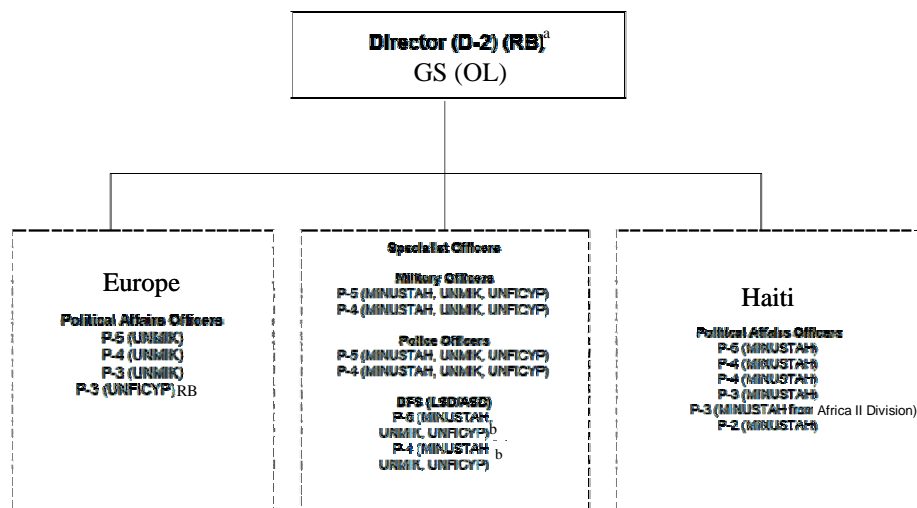 Director (D-2) (RB)a
GS (OL)
Europe
Political Affairs Officers
P-5 (UNMIK)
P-4 (UNMIK)
P-3 (UNMIK)
P-3 (UNFICYP) RB
Specialist Officers
Military Officers
P-5 (MINUSTAH, UNMIK, UNFICYP)
P-4 (MINUSTAH, UNMIK, UNFICYP)
Police Officers
P-5 (MINUSTAH, UNMIK, UNFICYP)
P-4 (MINUSTAH, UNMIK, UNFICYP)
DFS (LSD/ASD)
P-5 (MINUSTAH
UNMIK, UNFICYP)b
P-4 (MINUSTAH b
UNMIK, UNFICYP)
Haiti
Political Affairs Officers
P-5 (MINUSTAH)
P-4 (MINUSTAH)
P-4 (MINUSTAH)
P-3 (MINUSTAH)
P-3 (MINUSTAH from Africa II Division)
P-2 (MINUSTAH)